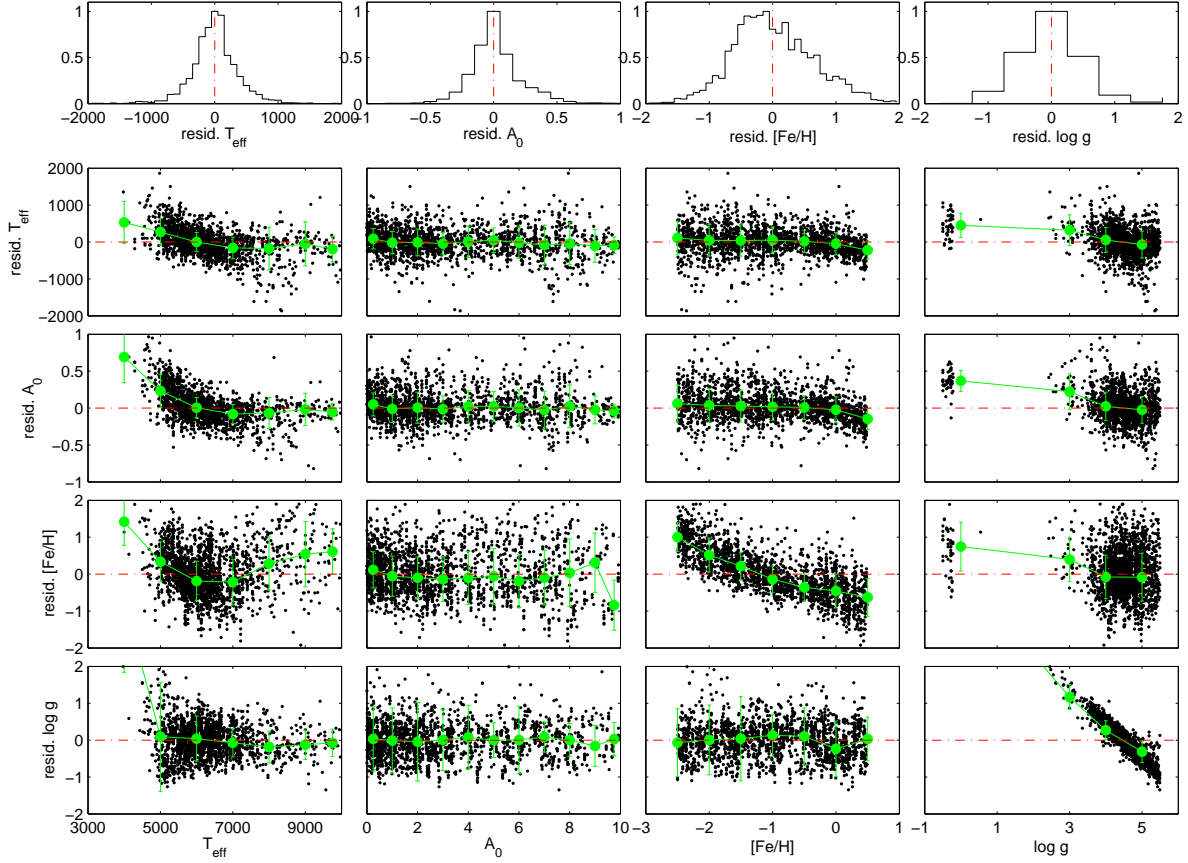 1
0.5
0
−2000 −1000 0 1000 2000
resid. T_eff
1
0.5
0
−1 −0.5 0 0.5 1
resid. A_0
1
0.5
0
−2 −1 0 1 2
resid. [Fe/H]
1
0.5
0
−2 −1 0 1 2
resid. log g
2000
1000
0
−1000
−2000
resid. T_eff
1
0.5
0
−0.5
−1
resid. A_0
2
1
0
−1
−2
resid. [Fe/H]
2
1
0
−1
−2
resid. log g
3000 5000 7000 9000
T_eff
0 2 4 6 8 10
A_0
−3 −2 −1 0 1
[Fe/H]
−1 1 3 5
log g